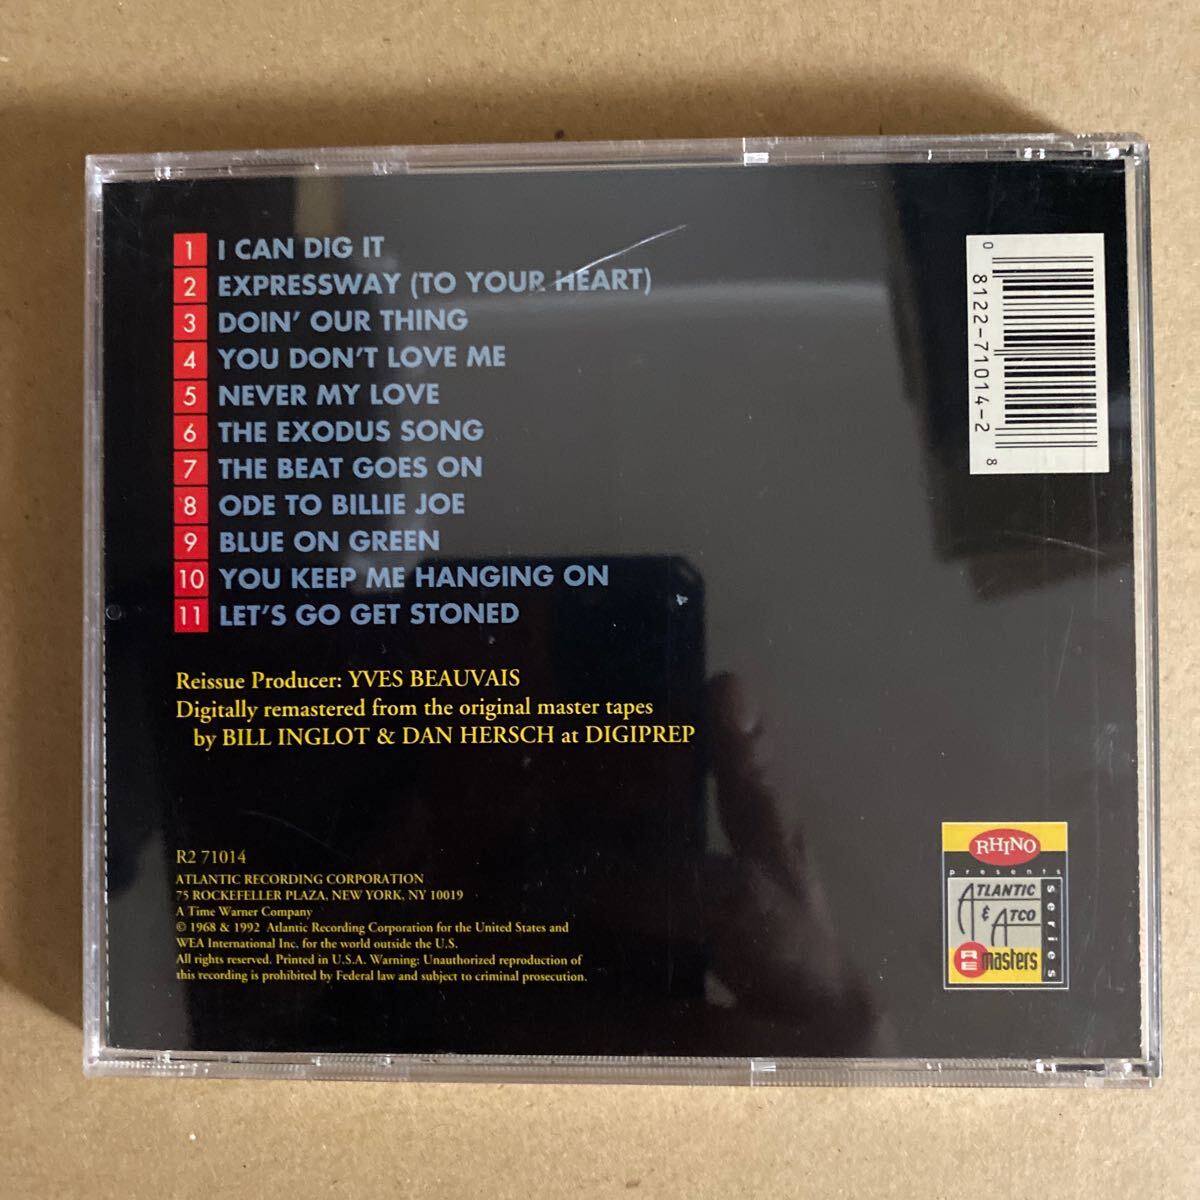 1 I CAN DIG IT
2 EXPRESSWAY (TO YOUR HEART)
3 DOIN' OUR THING
4 YOU DON'T LOVE ME
5 NEVER MY LOVE
6 THE EXODUS SONG
7 THE BEAT GOES ON
8 ODE TO BILLIE JOE
9 BLUE ON GREEN
10 YOU KEEP ME HANGING ON
11 LET'S GO GET STONED
0 8122-71014-2 8
Reissue Producer: YVES BEAUVAIS
Digitally remastered from the original master tapes
by BILL INGLOT & DAN HERSCH at DIGIPREP
R2 71014
ATLANTIC RECORDING CORPORATION
75 ROCKEFELLER PLAZA, NEW YORK, NY 10019
A Time Warner Company
© 1968 & 1992 Atlantic Recording Corporation for the United States and
WEA International Inc. for the world outside the U.S.
All rights reserved. Printed in U.S.A. Warning: Unauthorized reproduction of
this recording is prohibited by Federal law and subject to criminal prosecution.
RHINO
presents
ATLANTIC
& ATCO
RE masters
series